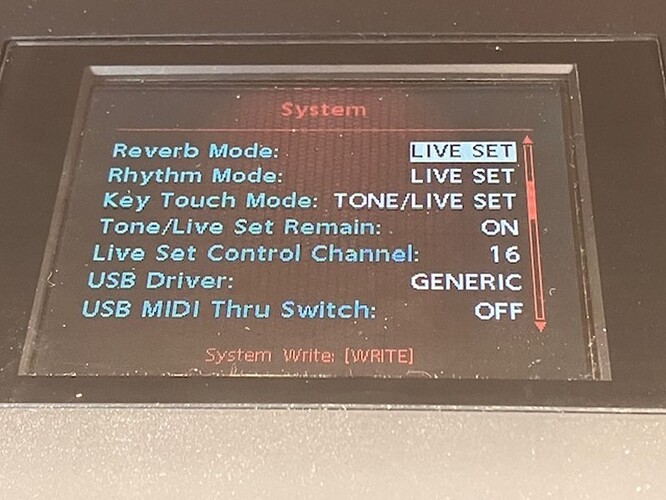 System
Reverb Mode: LIVE SET
Rhythm Mode: LIVE SET
Key Touch Mode: TONE/LIVE SET
Tone/Live Set Remain: ON
Live Set Control Channel: 16
USB Driver: GENERIC
USB MIDI Thru Switch: OFF
System Write: [WRITE]